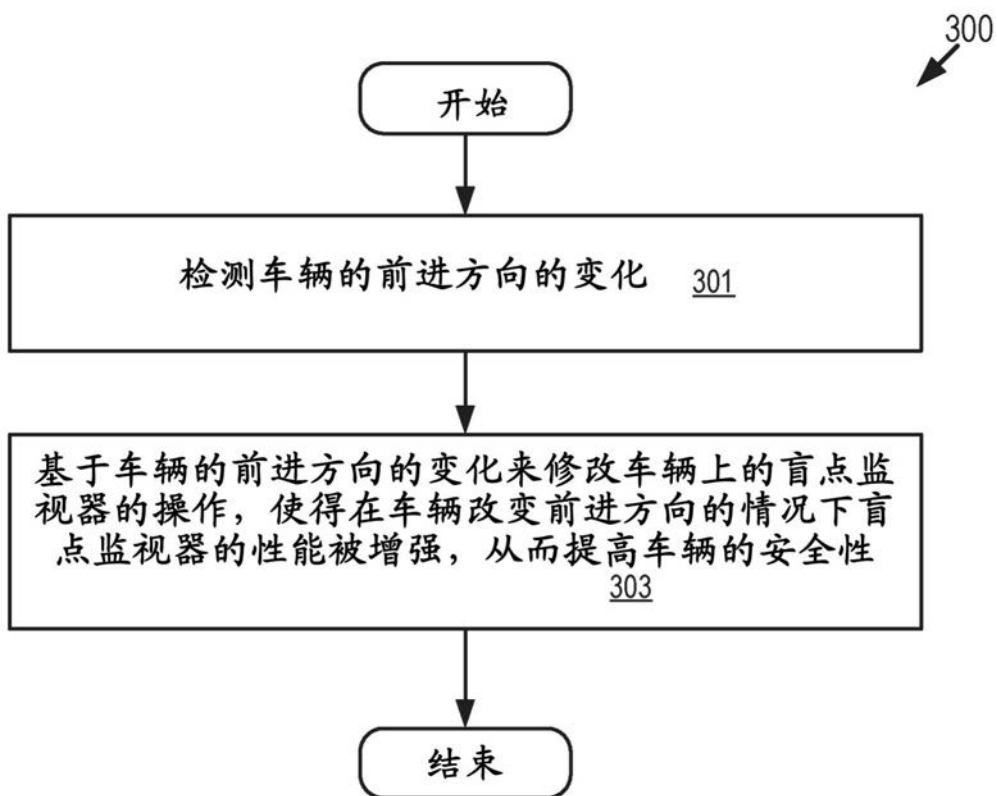 300
开始
检测车辆的前进方向的变化 301
基于车辆的前进方向的变化来修改车辆上的盲点监
视器的操作，使得在车辆改变前进方向的情况下盲
点监视器的性能被增强，从而提高车辆的安全性
303
结束